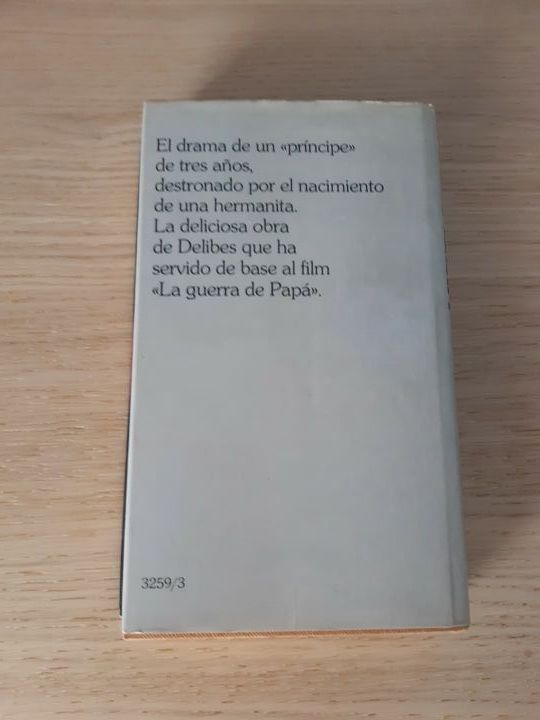 El drama de un «príncipe»
de tres años,
destronado por el nacimiento
de una hermanita.
La deliciosa obra
de Delibes que ha
servido de base al film
«La guerra de Papá».
3259/3